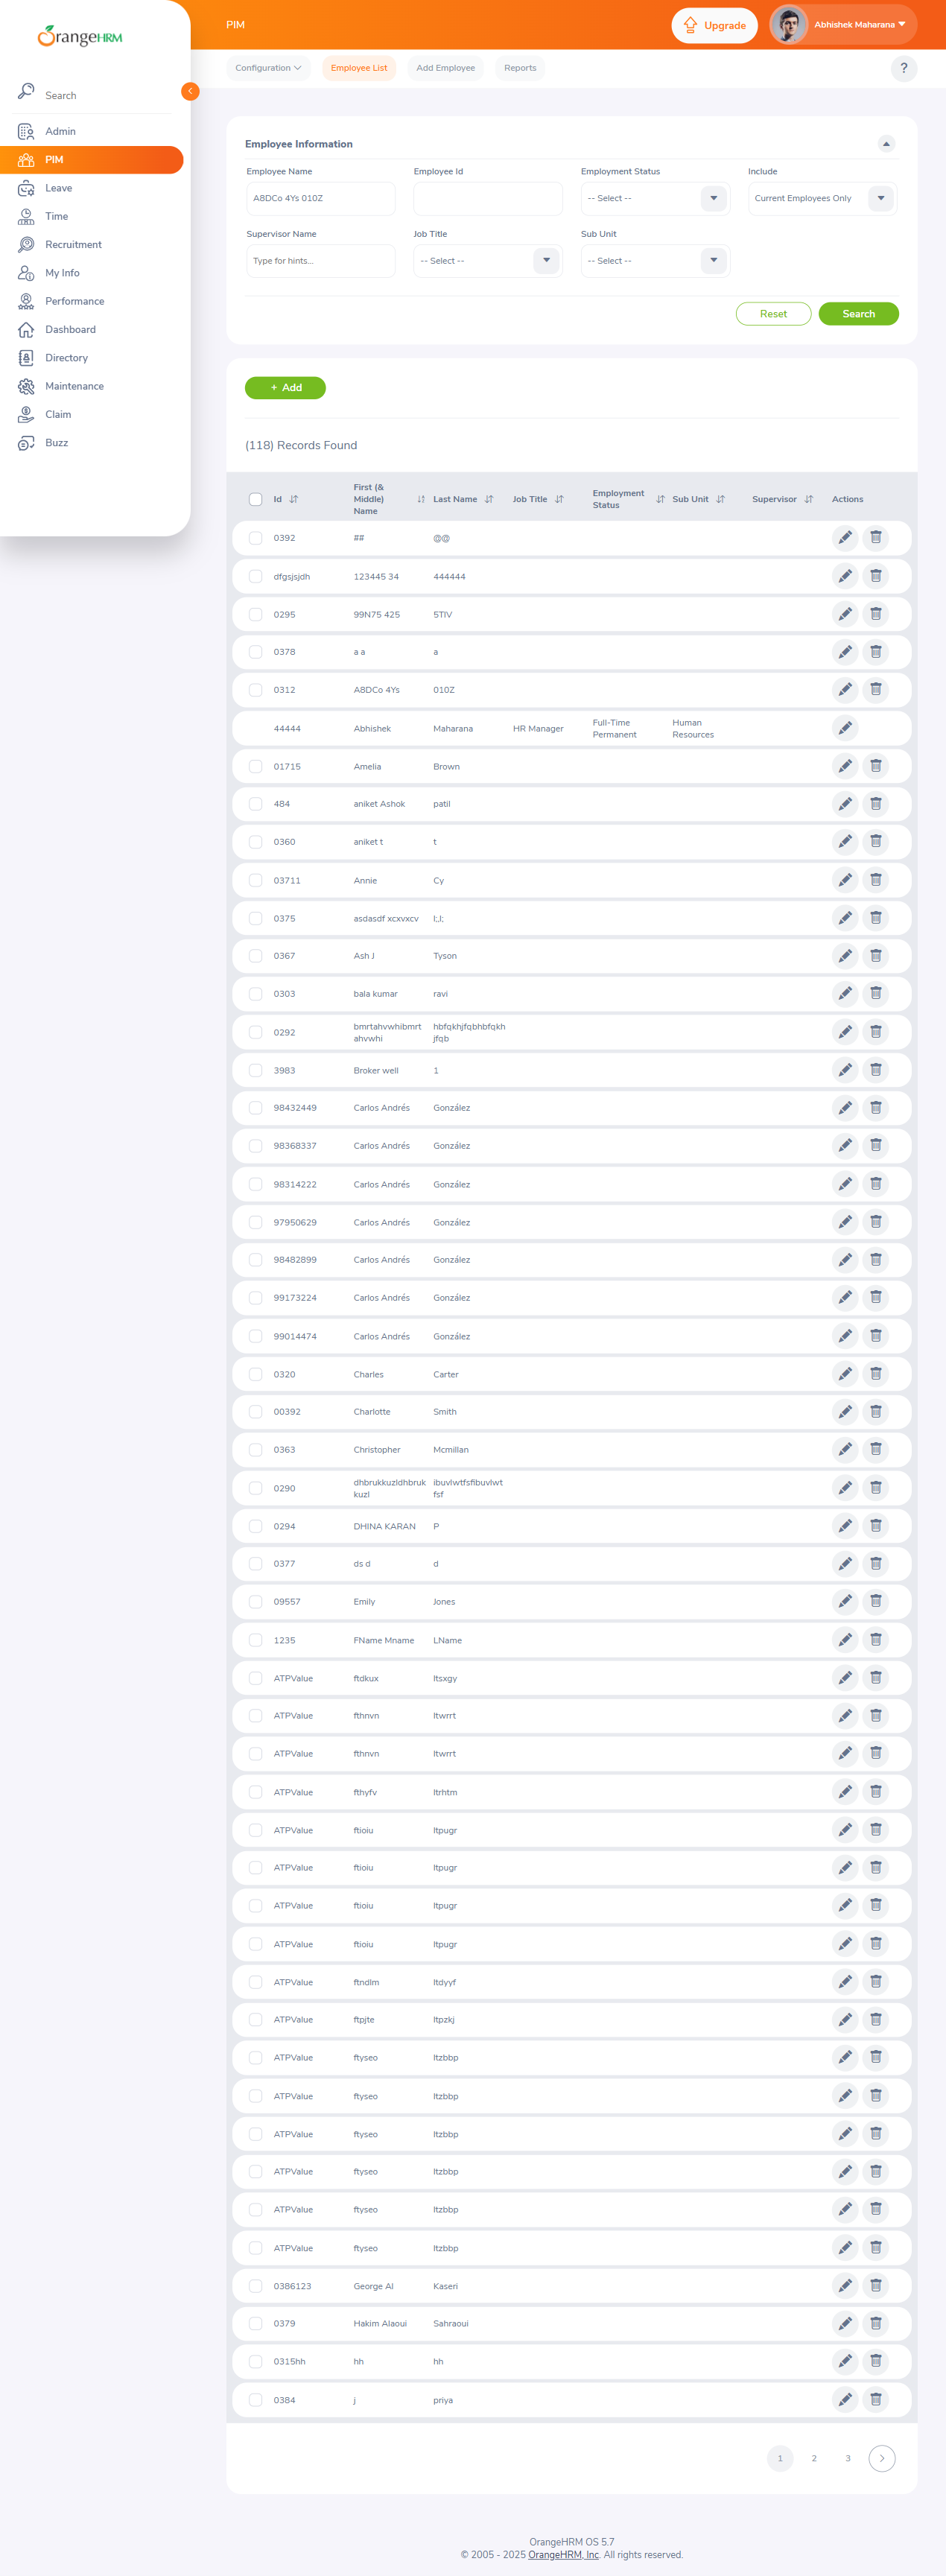 OrangeHRM
PIM
Upgrade
Abhishek Maharana
Configuration
Employee List
Add Employee
Reports
?
Search
Admin
PIM
Leave
Time
Recruitment
My Info
Performance
Dashboard
Directory
Maintenance
Claim
Buzz
Employee Information
Employee Name Employee Id Employment Status Include
A8DCo 4Ys 010Z -- Select -- Current Employees Only
Supervisor Name Job Title Sub Unit
Type for hints... -- Select -- -- Select --
Reset Search
+ Add
(118) Records Found
Id First (& Middle) Name Last Name Job Title Employment Status Sub Unit Supervisor Actions
0392 ## @@
dfgsjsjdh 123445 34 444444
0295 99N75 425 5TIV
0378 a a a
0312 A8DCo 4Ys 010Z
44444 Abhishek Maharana HR Manager Full-Time Permanent Human Resources
01715 Amelia Brown
484 aniket Ashok patil
0360 aniket t t
03711 Annie Cy
0375 asdasdf xcxvxcv
0367 Ash J Tyson
0303 bala kumar ravi
0292 bmrtahvwhibmrtahvwhi hbfqkhjfqbhbfqkhjfqb
3983 Broker well 1
98432449 Carlos Andrés González
98368337 Carlos Andrés González
98314222 Carlos Andrés González
97950629 Carlos Andrés González
98482899 Carlos Andrés González
99173224 Carlos Andrés González
99014474 Carlos Andrés González
0320 Charles Carter
00392 Charlotte Smith
0363 Christopher Mcmillan
0290 dhbrukkuzldhbrukkuzl ibuvlwtfsfibuvlwtfsf
0294 DHINA KARAN P
0377 ds d d
09557 Emily Jones
1235 FName Mname LName
ATPValue ftdkux ltsxgy
ATPValue fthnvn ltwrrt
ATPValue fthnvn ltwrrt
ATPValue fthyfv ltrhtm
ATPValue ftioiu ltpugr
ATPValue ftioiu ltpugr
ATPValue ftioiu ltpugr
ATPValue ftioiu ltpugr
ATPValue ftndlm ltdyyf
ATPValue ftpjte ltpzkj
ATPValue ftyseo ltzbbp
ATPValue ftyseo ltzbbp
ATPValue ftyseo ltzbbp
ATPValue ftyseo ltzbbp
ATPValue ftyseo ltzbbp
ATPValue ftyseo ltzbbp
0386123 George Al Kaseri
0379 Hakim Alaoui Sahraoui
0315hh hh hh
0384 j priya
1 2 3
OrangeHRM OS 5.7
© 2005 - 2025 OrangeHRM, Inc. All rights reserved.